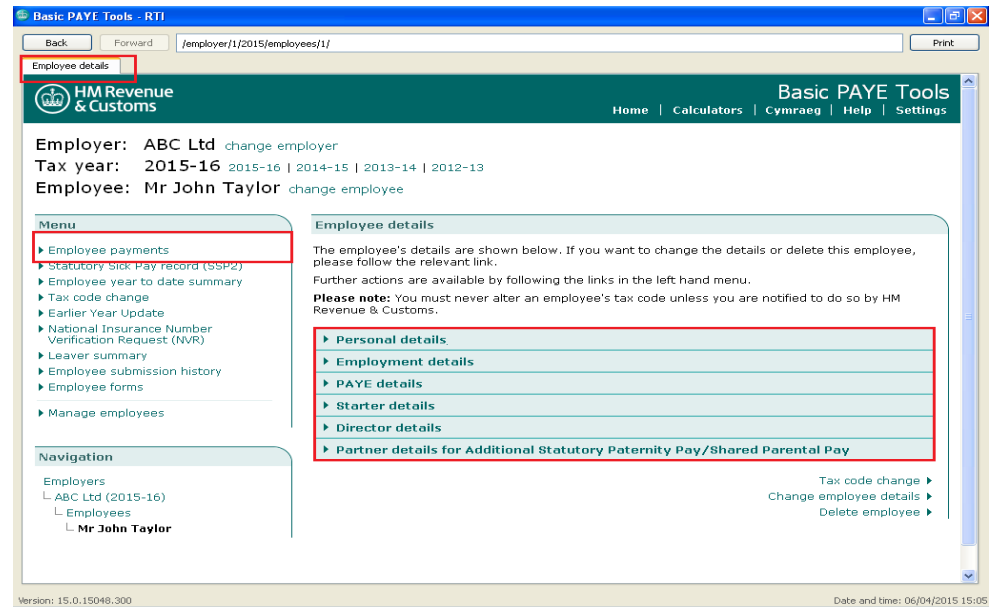 Basic PAYE Tools - RTI
Back Forward /employer/1/2015/employees/1/ Print
Employee details
HM Revenue
& Customs
Basic PAYE Tools
Home | Calculators | Cymraeg | Help | Settings
Employer: ABC Ltd change employer
Tax year: 2015-16 2015-16 | 2014-15 | 2013-14 | 2012-13
Employee: Mr John Taylor change employee
Menu
Employee payments
Statutory Sick Pay record (SSP2)
Employee year to date summary
Tax code change
Earlier Year Update
National Insurance Number
Verification Request (NVR)
Leaver summary
Employee submission history
Employee forms
Manage employees
Navigation
Employers
ABC Ltd (2015-16)
Employees
Mr John Taylor
Employee details
The employee's details are shown below. If you want to change the details or delete this employee,
please follow the relevant link.
Further actions are available by following the links in the left hand menu.
Please note: You must never alter an employee's tax code unless you are notified to do so by HM
Revenue & Customs.
Personal details
Employment details
PAYE details
Starter details
Director details
Partner details for Additional Statutory Paternity Pay/Shared Parental Pay
Tax code change
Change employee details
Delete employee
Version: 15.0.15048.300
Date and time: 06/04/2015 15:05